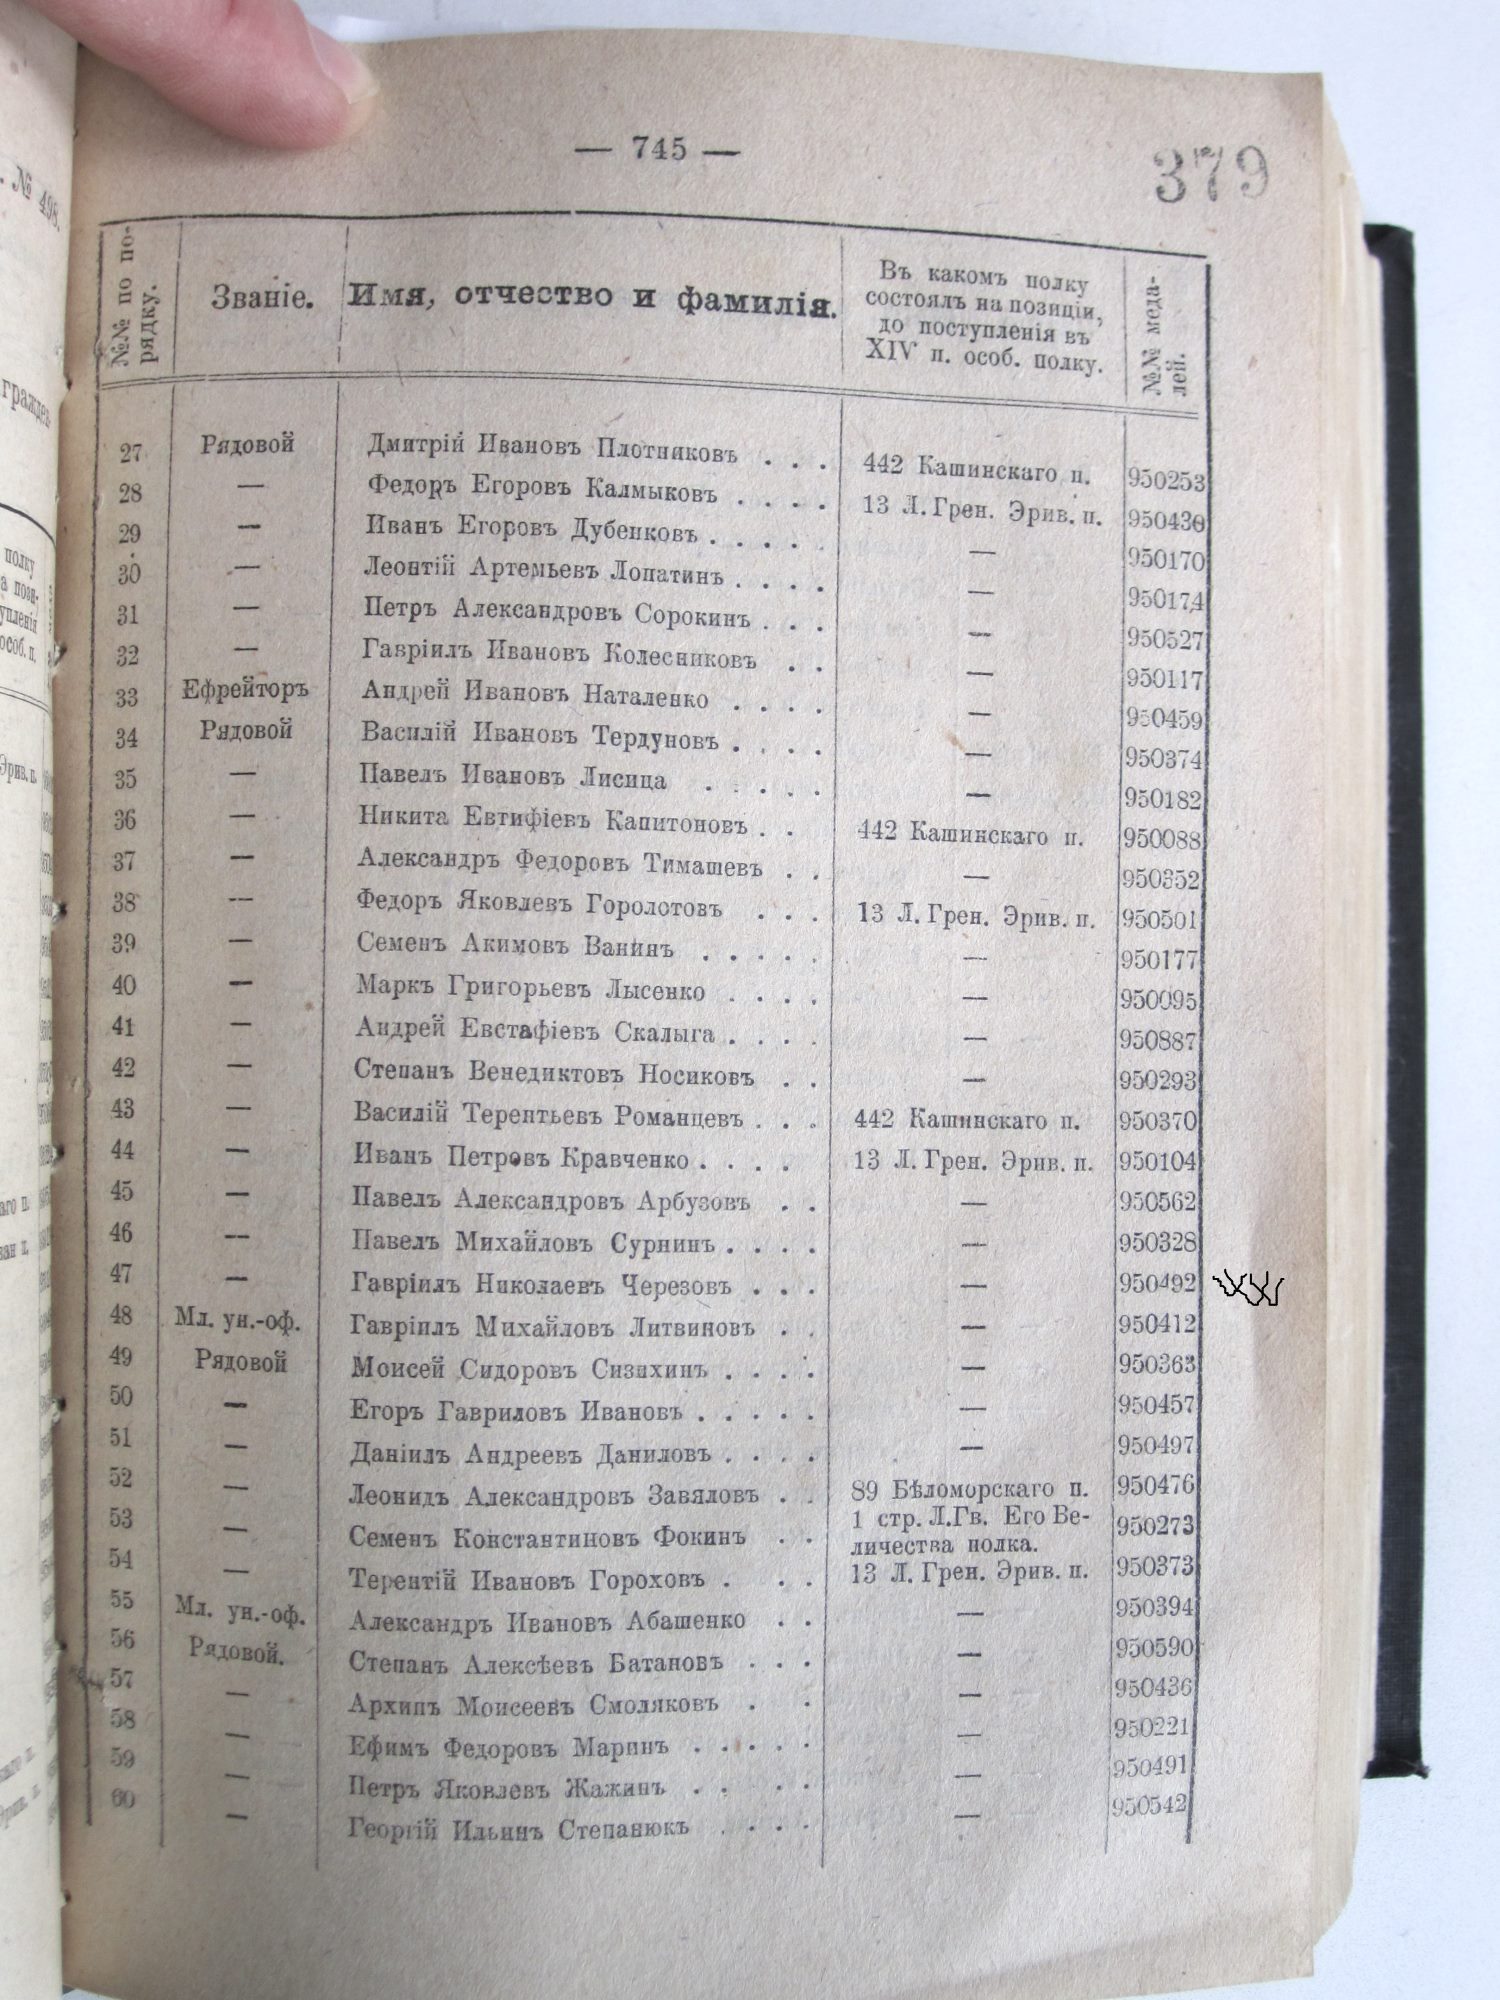 — 745 —
379
№№ по порядку. Званіе. Имя, отчество и фамилія. Въ какомъ полку
состоялъ на позиціи,
до поступленія въ
XIV п. особ. полку. №№ медалей.
27 Рядовой Дмитрій Ивановъ Плотниковъ . . . 442 Кашинскаго п. 950253
28 — Федоръ Егоровъ Калмыковъ . . . . 13 Л. Грен. Эрив. п. 950430
29 — Иванъ Егоровъ Дубенковъ . . . . . — 950170
30 — Леонтій Артемьевъ Лопатинъ . . . . — 950174
31 — Петръ Александровъ Сорокинъ . . . — 950527
32 — Гавріилъ Ивановъ Колесниковъ . . — 950117
33 Ефрейторъ Андрей Ивановъ Наталенко . . . . — 950459
34 Рядовой Василій Ивановъ Тердуновъ . . . . — 950374
35 — Павелъ Ивановъ Лисица . . . . . — 950182
36 — Никита Евтифіевъ Капитоновъ . . 442 Кашинскаго п. 950088
37 — Александръ Федоровъ Тимашевъ . . — 950352
38 — Федоръ Яковлевъ Горолотовъ . . . 13 Л. Грен. Эрив. п. 950501
39 — Семенъ Акимовъ Ванинъ . . . . . — 950177
40 — Маркъ Григорьевъ Лысенко . . . . — 950095
41 — Андрей Евстафіевъ Скалыга . . . . — 950887
42 — Степанъ Венедиктовъ Носиковъ . . — 950293
43 — Василій Терентьевъ Романцевъ . . . 442 Кашинскаго п. 950370
44 — Иванъ Петровъ Кравченко . . . . 13 Л. Грен. Эрив. п. 950104
45 — Павелъ Александровъ Арбузовъ . . — 950562
46 — Павелъ Михайловъ Сурнинъ . . . . — 950328
47 — Гавріилъ Николаевъ Черезовъ . . . — 950492
48 Мл. ун.-оф. Гавріилъ Михайловъ Литвиновъ . . — 950412
49 Рядовой Моисей Сидоровъ Сизихинъ . . . . — 950363
50 — Егоръ Гавриловъ Ивановъ . . . . . — 950457
51 — Даніилъ Андреевъ Даниловъ . . . . — 950497
52 — Леонидъ Александровъ Завяловъ . . 89 Бѣломорскаго п. 950476
53 — Семенъ Константиновъ Фокинъ . . 1 стр. Л.Гв. Его Ве-
личества полка. 950273
54 — Терентій Ивановъ Гороховъ . . . 13 Л. Грен. Эрив. п. 950373
55 Мл. ун.-оф. Александръ Ивановъ Абашенко . . — 950394
56 Рядовой. Степанъ Алексѣевъ Батановъ . . . — 950590
57 — Архипъ Моисеевъ Смоляковъ . . — 950436
58 — Ефимъ Федоровъ Маринъ . . . . . — 950221
59 — Петръ Яковлевъ Жажинъ . . . . — 950491
60 — Георгій Ильинъ Степанюкъ . . . . — 950542